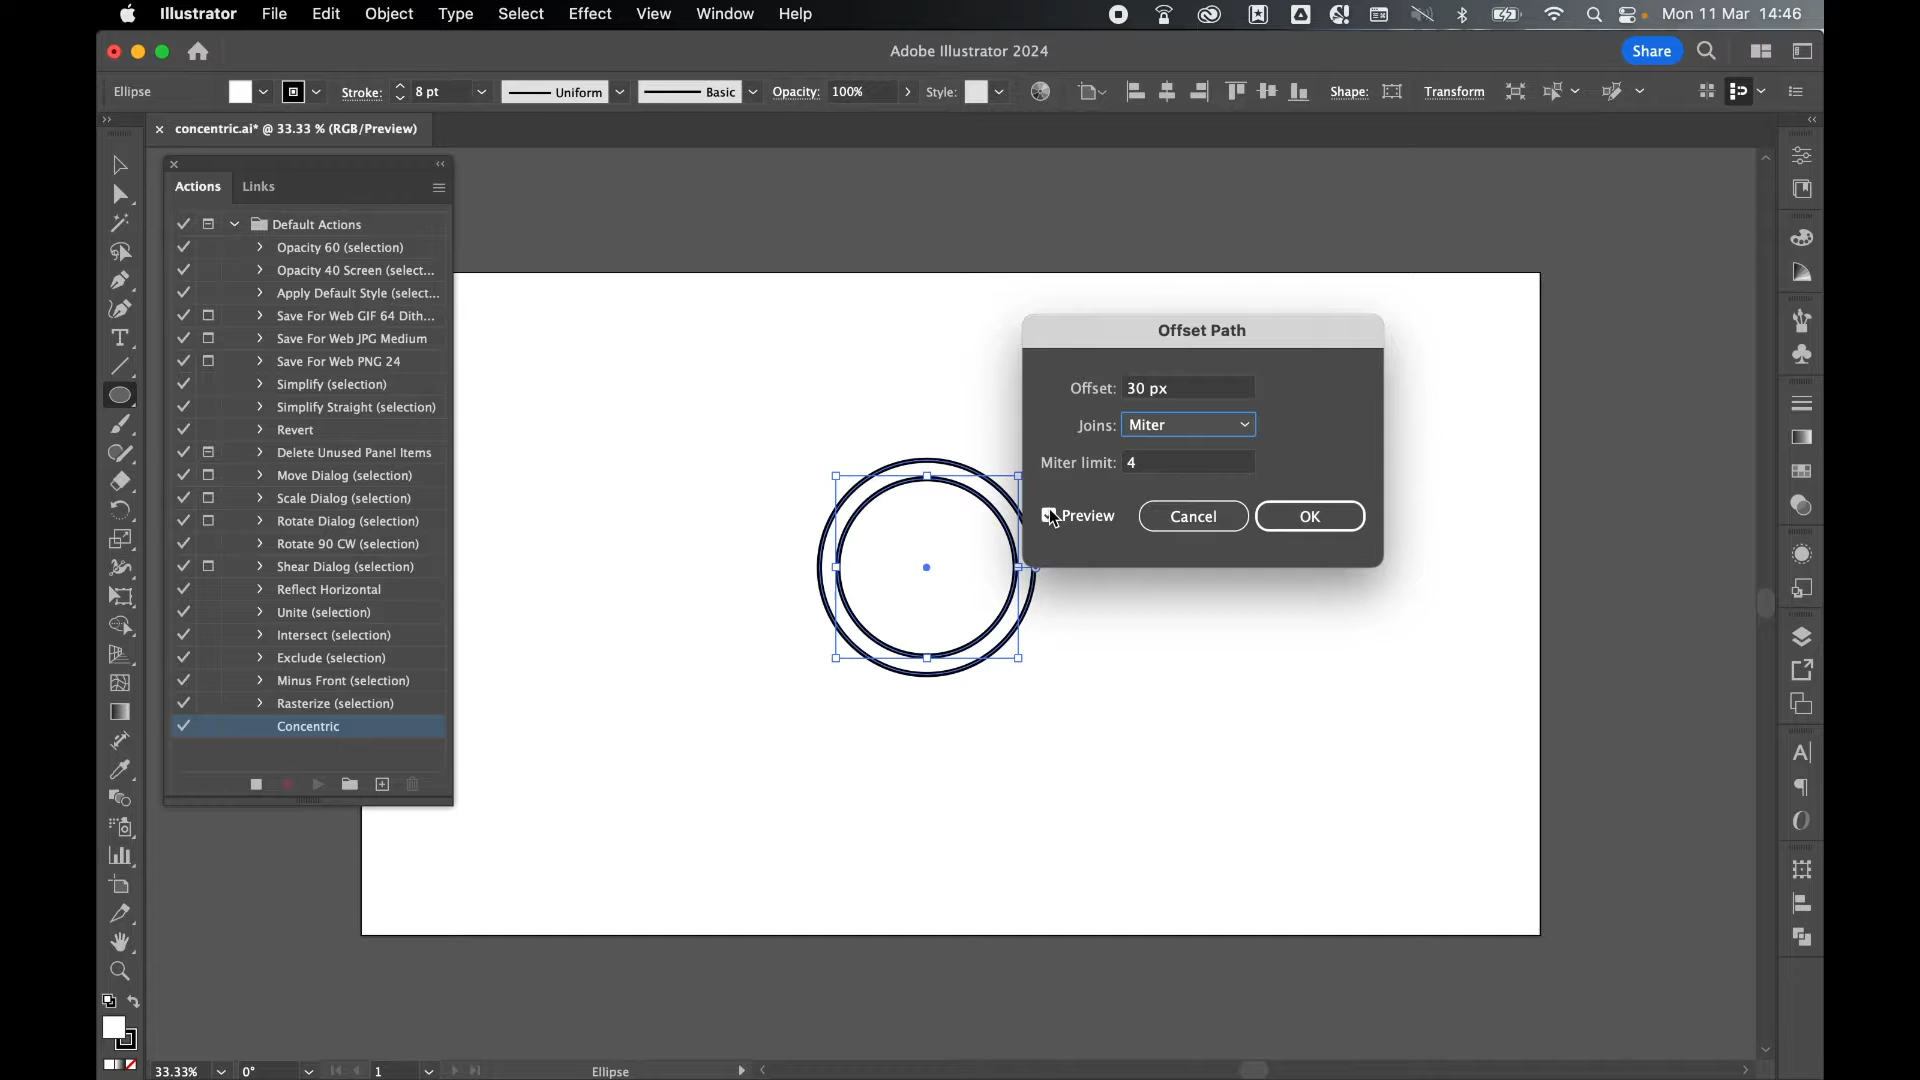 Illustrator File Edit Object Type Select Effect View Window Help Mon 11 Mar 14:46
Adobe Illustrator 2024 Share
Ellipse Stroke: 8 pt Uniform Basic Opacity: 100% Style: Shape: Transform
× concentric.ai* @ 33.33 % (RGB/Preview)
Actions Links
Default Actions
Opacity 60 (selection)
Opacity 40 Screen (select...
Apply Default Style (select...
Save For Web GIF 64 Dith...
Save For Web JPG Medium
Save For Web PNG 24
Simplify (selection)
Simplify Straight (selection)
Revert
Delete Unused Panel Items
Move Dialog (selection)
Scale Dialog (selection)
Rotate Dialog (selection)
Rotate 90 CW (selection)
Shear Dialog (selection)
Reflect Horizontal
Unite (selection)
Intersect (selection)
Exclude (selection)
Minus Front (selection)
Rasterize (selection)
Concentric
Offset Path
Offset: 30 px
Joins: Miter
Miter limit: 4
Preview Cancel OK
33.33% 0° 1 Ellipse